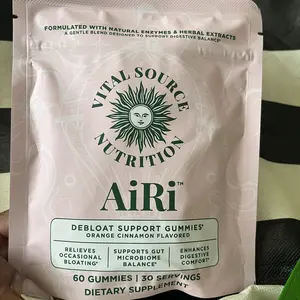 FORMULATED WITH NATURAL ENZYMES & HERBAL EXTRACTS
A GENTLE BLEND DESIGNED TO SUPPORT DIGESTIVE BALANCE*
VITAL SOURCE
NUTRITION
AiRi™
DEBLOAT SUPPORT GUMMIES*
ORANGE CINNAMON FLAVORED
RELIEVES
OCCASIONAL
BLOATING*
SUPPORTS GUT
MICROBIOME
BALANCE*
ENHANCES
DIGESTIVE
COMFORT*
60 GUMMIES | 30 SERVINGS
DIETARY SUPPLEMENT